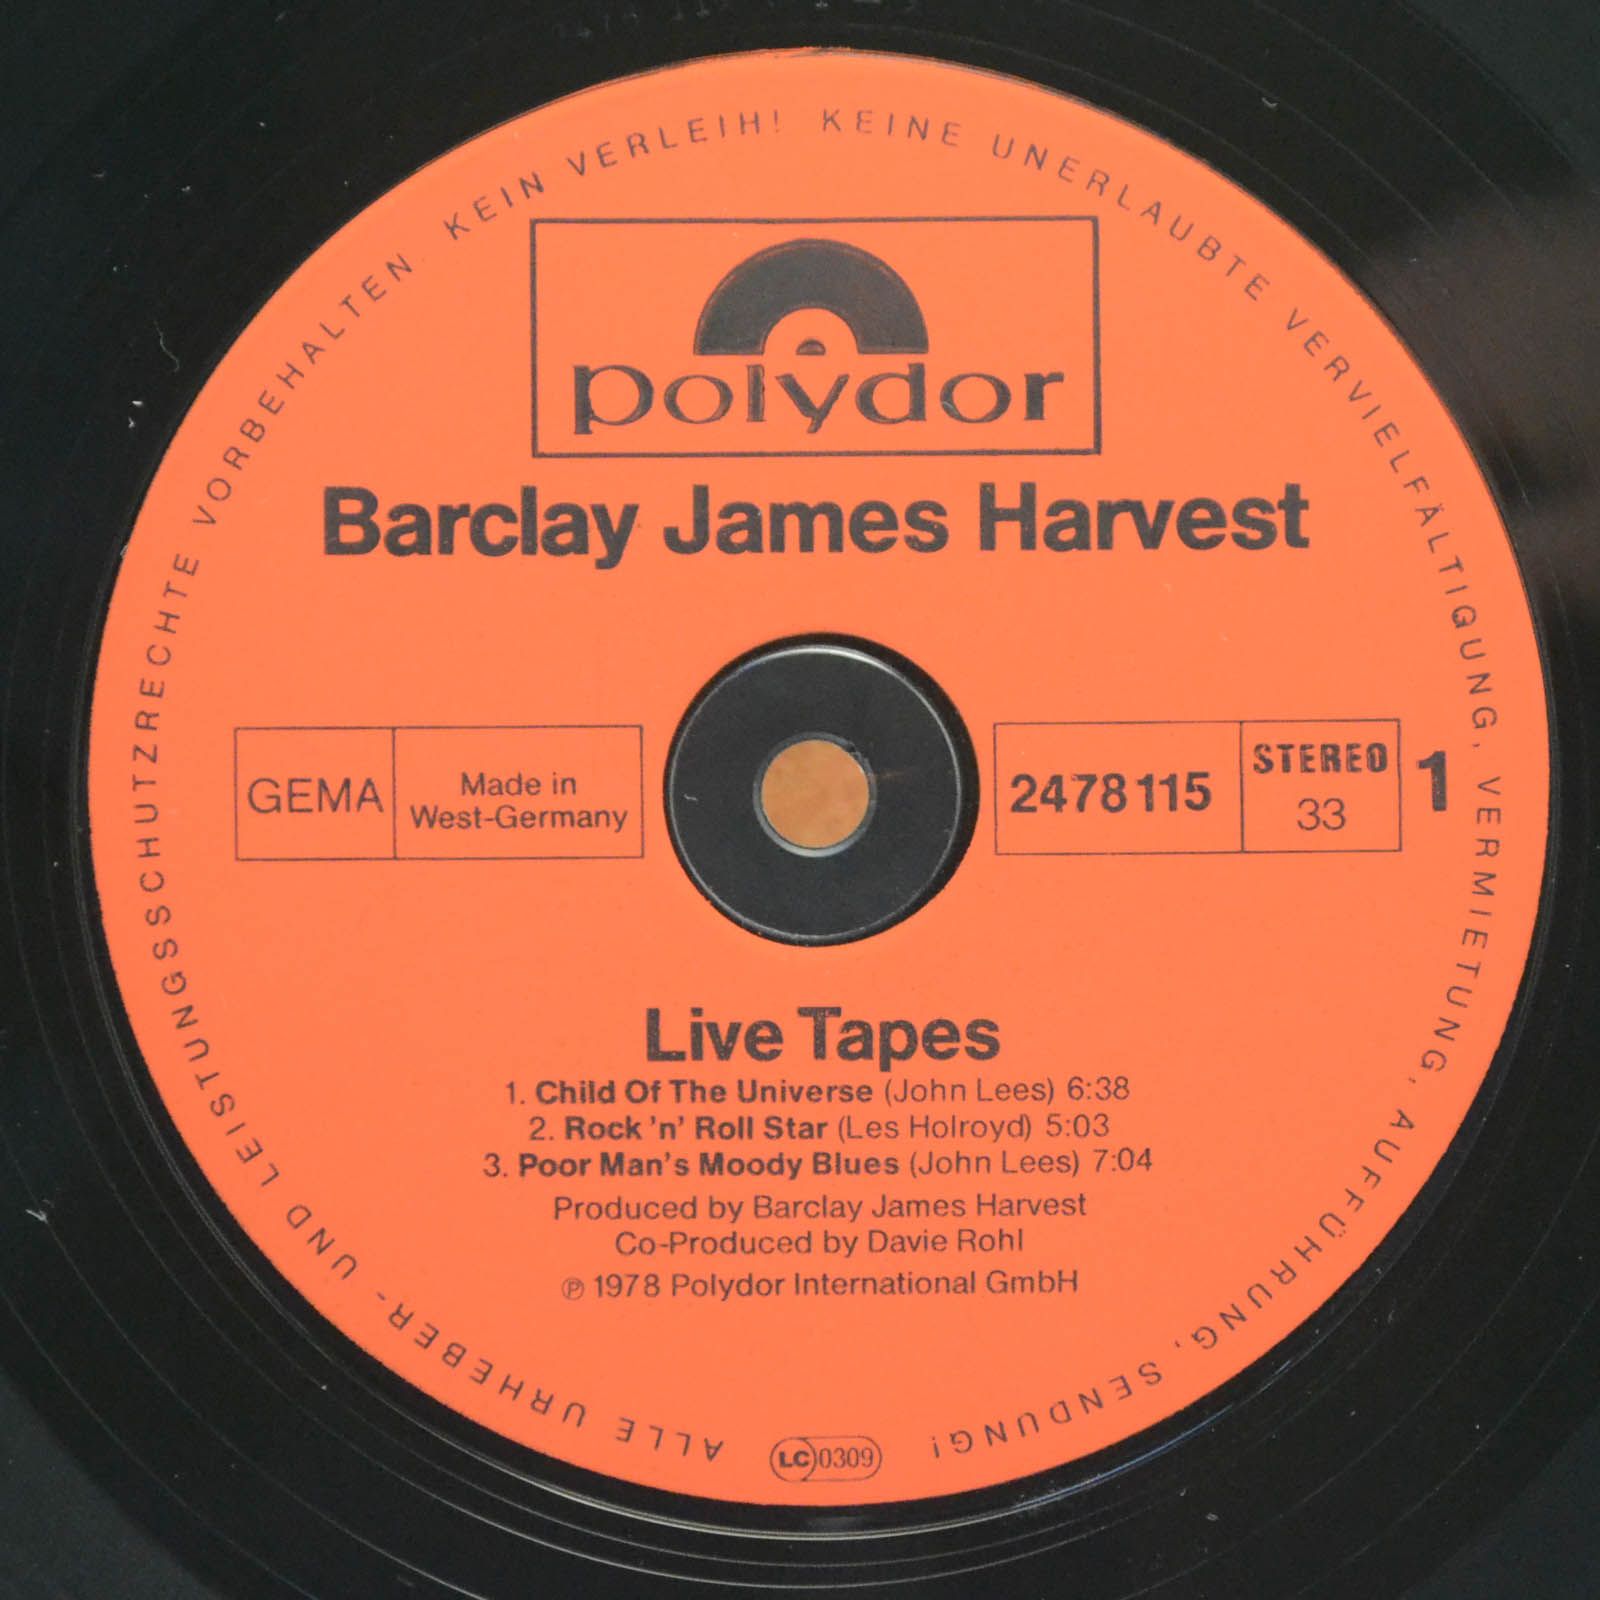 ALLE URHEBER- UND LEISTUNGSSCHUTZRECHTE VORBEHALTEN KEIN VERLEIH! KEINE UNERLAUBTE VERVIELFÄLTIGUNG, VERMIETUNG, AUFFÜHRUNG, SENDUNG!
polydor
Barclay James Harvest
GEMA
Made in
West-Germany
2478115
STEREO
33
1
Live Tapes
1. Child Of The Universe (John Lees) 6:38
2. Rock 'n' Roll Star (Les Holroyd) 5:03
3. Poor Man's Moody Blues (John Lees) 7:04
Produced by Barclay James Harvest
Co-Produced by Davie Rohl
℗ 1978 Polydor International GmbH
LC 0309